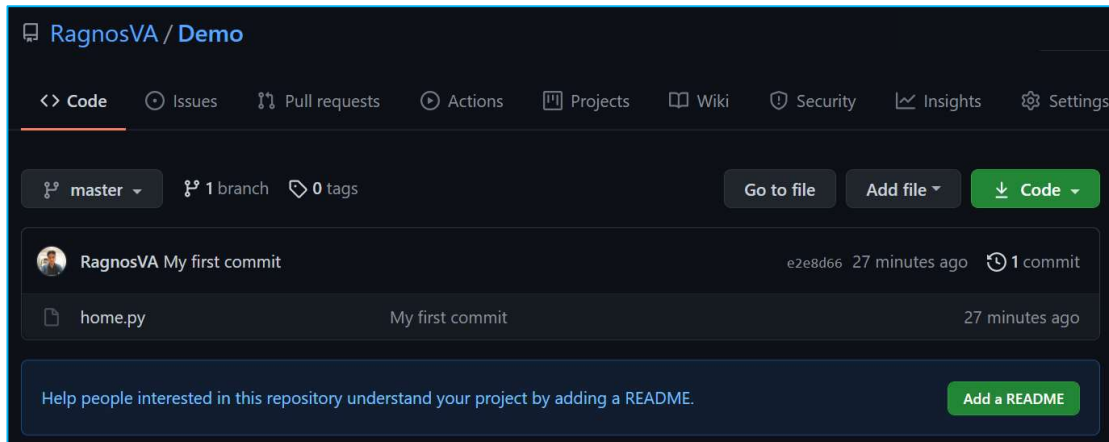 RagnosVA / Demo
<> Code Issues Pull requests Actions Projects Wiki Security Insights Settings
master 1 branch 0 tags Go to file Add file Code
RagnosVA My first commit e2e8d66 27 minutes ago 1 commit
home.py My first commit 27 minutes ago
Help people interested in this repository understand your project by adding a README. Add a README